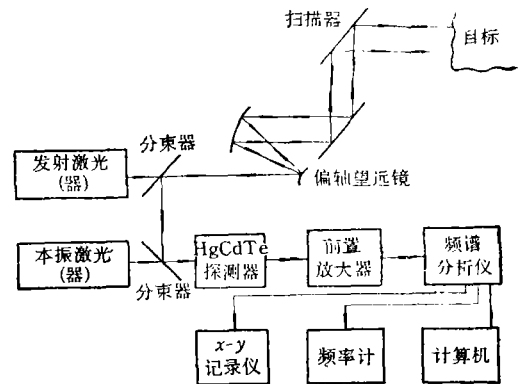 扫描器
目标
分束器
发射激光
(器)
偏轴望远镜
本振激光
(器)
分束器
HgCdTe
探测器
前置
放大器
频谱
分析仪
x-y
记录仪
频率计
计算机